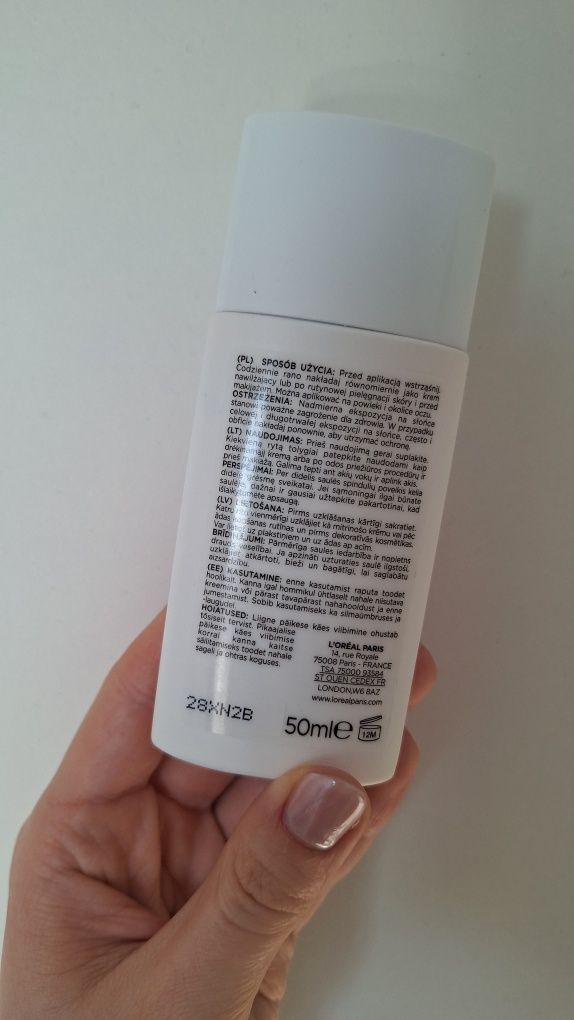 (PL) SPOSÓB UŻYCIA: Przed aplikacją wstrząśnij.
Codziennie rano nakładaj równomiernie jako krem
nawilżający lub po rutynowej pielęgnacji skóry i przed
makijażem. Można aplikować na powieki i okolice oczu.
OSTRZEŻENIA: Nadmierna ekspozycja na słońce
stanowi poważne zagrożenie dla zdrowia. W przypadku
celowej i długotrwałej ekspozycji na słońce, często i
obficie nakładaj ponownie, aby utrzymać ochronę.
(LT) NAUDOJIMAS: Prieš naudojimą gerai suplakite.
Kiekvieną rytą tolygiai patepkite naudodami kaip
drėkinamąjį kremą arba po odos priežiūros procedūrų ir
prieš makiažą. Galima tepti ant akių vokų ir aplink akis.
PERSPĖJIMAI: Per didelis saulės spindulių poveikis kelia
didelę grėsmę sveikatai. Jei sąmoningai ilgai būnate
saulėje, dažnai ir gausiai užtepkite pakartotinai, kad
išlaikytumėte apsaugą.
(LV) LIETOŠANA: Pirms uzklāšanas kārtīgi sakratiet.
Katru rītu vienmērīgi uzklājiet kā mitrinošo krēmu vai pēc
ādas kopšanas rutīnas un pirms dekoratīvās kosmētikas.
Var lietot uz plakstiņiem un uz ādas ap acīm.
BRĪDINĀJUMI: Pārmērīga saules iedarbība ir nopietns
drauds veselībai. Ja apzināti uzturaties saulē ilgstoši,
uzklājiet atkārtoti, bieži un bagātīgi, lai saglabātu
aizsardzību.
(EE) KASUTAMINE: enne kasutamist raputa toodet
hoolikalt. Kanna igal hommikul ühtlaselt nahale niisutava
kreemina või pärast tavapärast nahahooldust ja enne
jumestamist. Sobib kasutamiseks ka silmaümbruses ja
-laugudel.
HOIATUSED: Liigne päikese käes viibimine ohustab
tõsiselt tervist. Pikaajalise
päikese käes viibimise
korral kanna kaitse
säilitamiseks toodet nahale
sageli ja ohtras koguses.
L'ORÉAL PARIS
14, rue Royale
75008 Paris - FRANCE
TSA 75000 93584
ST OUEN CEDEX FR
LONDON,W6 8AZ
www.lorealparis.com
28XN2B
50ml℮ 12M